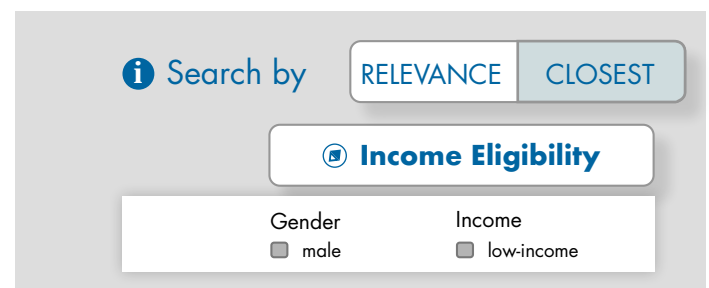 i Search by RELEVANCE CLOSEST
Income Eligibility
Gender Income
male low-income